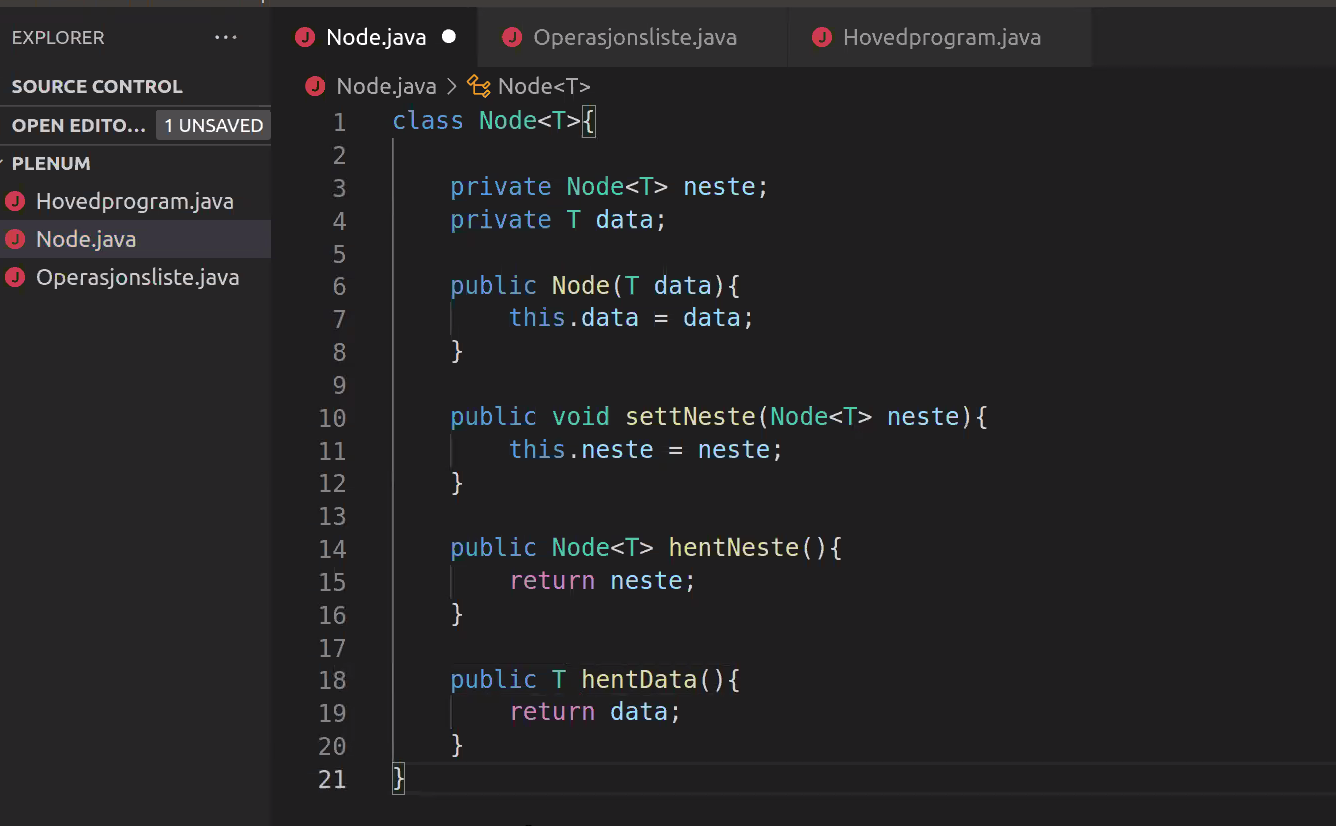 EXPLORER ...
SOURCE CONTROL
OPEN EDITO... 1 UNSAVED
PLENUM
J Hovedprogram.java
J Node.java
J Operasjonsliste.java
J Node.java ● J Operasjonsliste.java J Hovedprogram.java
J Node.java > Node<T>
1 class Node<T>{
2
3     private Node<T> neste;
4     private T data;
5
6     public Node(T data){
7         this.data = data;
8     }
9
10     public void settNeste(Node<T> neste){
11         this.neste = neste;
12     }
13
14     public Node<T> hentNeste(){
15         return neste;
16     }
17
18     public T hentData(){
19         return data;
20     }
21 }